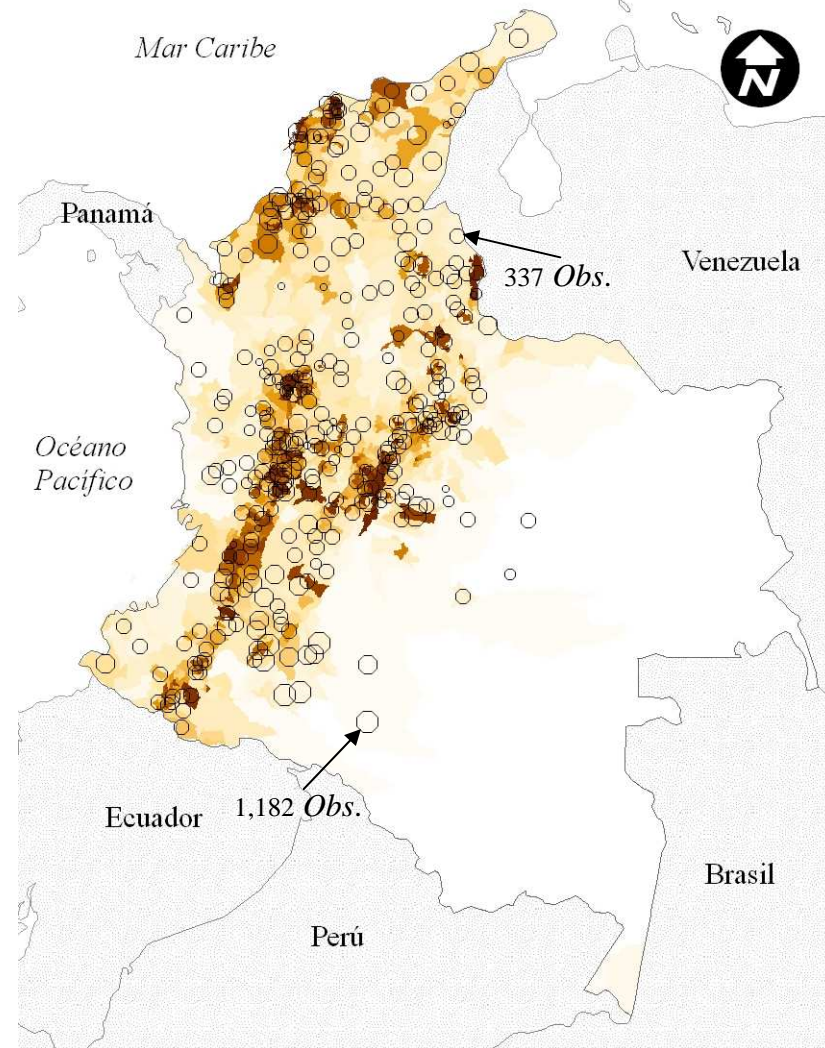 Mar Caribe
N
Panamá
Venezuela
337 Obs.
Océano
Pacífico
1,182 Obs.
Ecuador
Brasil
Perú